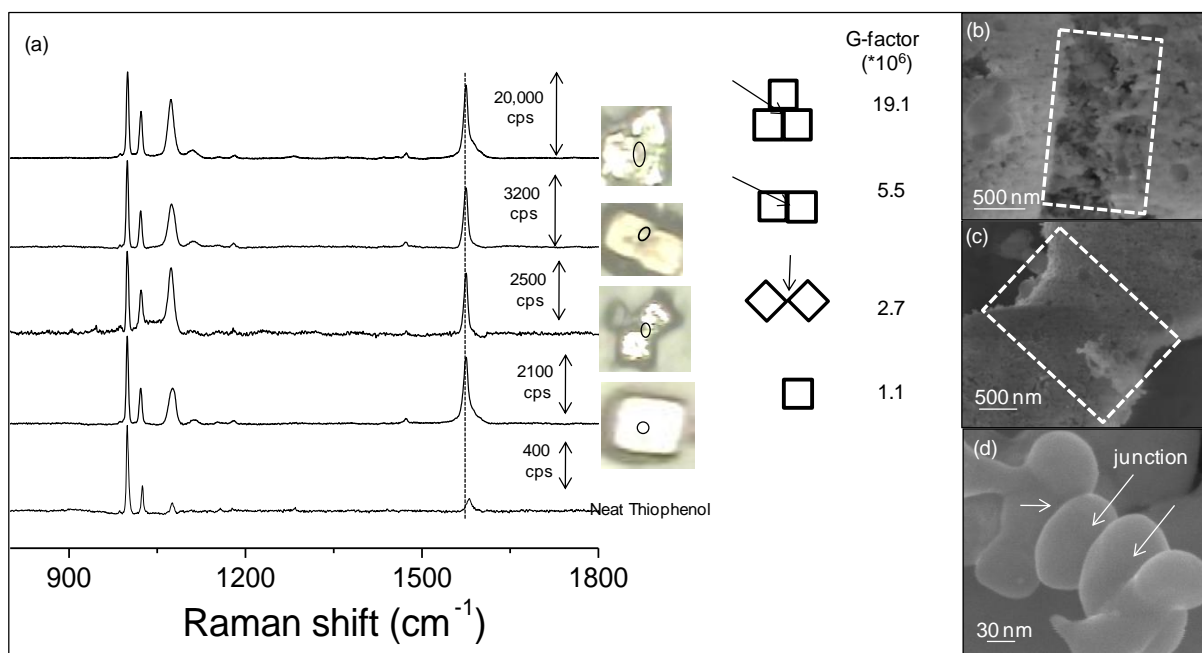 (a)
G-factor
(*10⁶)
20,000
cps
19.1
3200
cps
5.5
2500
cps
2.7
2100
cps
1.1
400
cps
Neat Thiophenol
900 1200 1500 1800
Raman shift (cm⁻¹)
(b)
500 nm
(c)
500 nm
(d)
junction
30 nm